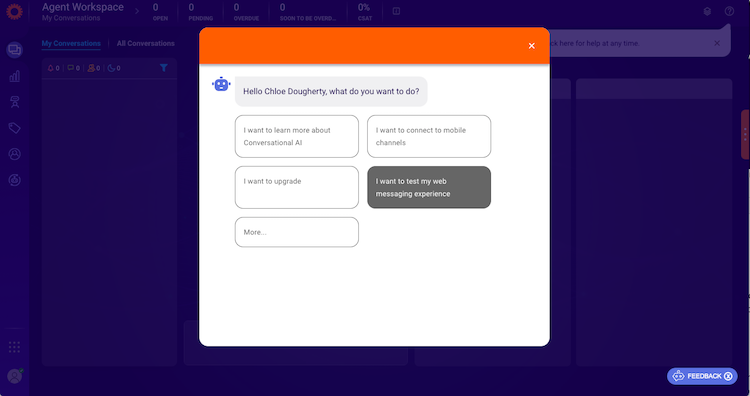 Agent Workspace
My Conversations
0 OPEN
0 PENDING
0 OVERDUE
0 SOON TO BE OVERD...
0% CSAT
My Conversations
All Conversations
here for help at any time.
0 0 0 0
Hello Chloe Dougherty, what do you want to do?
I want to learn more about
Conversational AI
I want to connect to mobile
channels
I want to upgrade
I want to test my web
messaging experience
More...
FEEDBACK